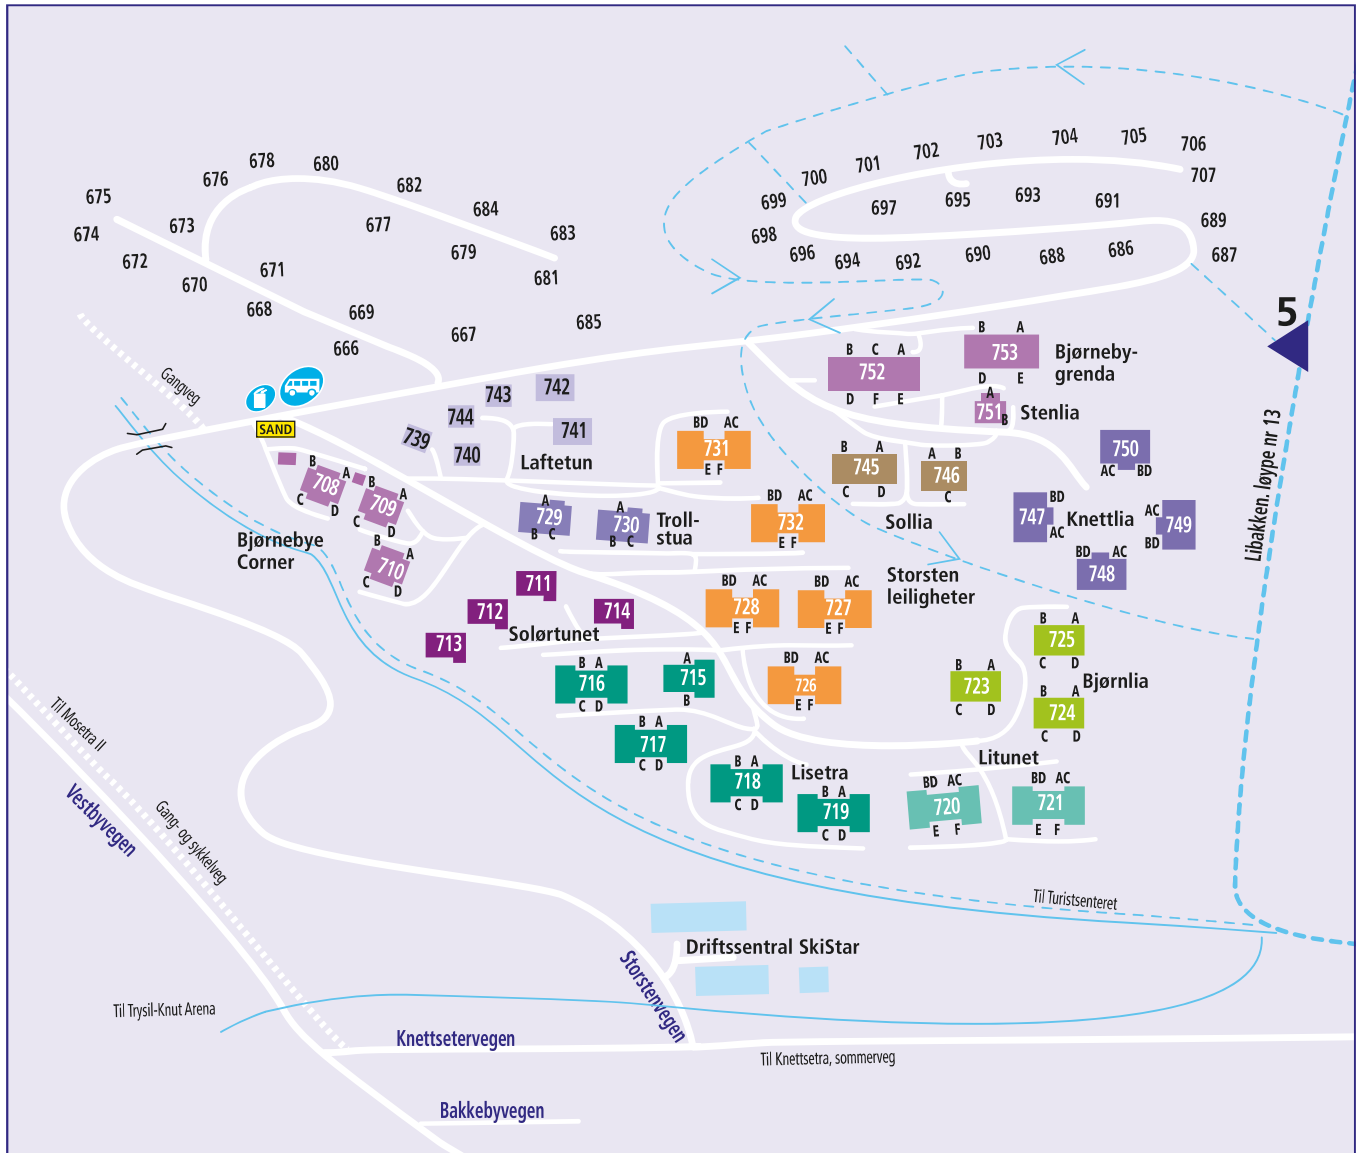 678
680
676
682
675
684
673
677
683
674
679
672
671
681
670
668
669
685
667
666
703
704
705
706
702
701
707
700
699
697
695
693
691
689
698
696
694
692
690
688
686
687
5
Libakken. løype nr 13
Gangveg
SAND
743
742
744
741
739
740
Laftetun
B A
753
D E
Bjørneby-
grenda
B C A
752
D F E
A
751
B
Stenlia
BD AC
731
E F
B A
745
C D
A B
746
C
Sollia
750
AC BD
BD
747
AC
Knettlia
AC
749
BD
BD AC
748
B A
708
C D
B A
709
C D
B A
710
C D
Bjørnebye
Corner
A
729
B C
A
730
B C
Troll-
stua
BD AC
732
E F
Storsten
leiligheter
711
712
714
713
Solørtunet
BD AC
728
E F
BD AC
727
E F
BD AC
726
E F
B A
725
C D
B A
723
C D
B A
724
C D
Bjørnlia
B A
716
C D
A
715
B
B A
717
C D
B A
718
C D
Lisetra
B A
719
C D
Litunet
BD AC
720
E F
BD AC
721
E F
Til Mosetra II
Vestbyvegen
Gang- og sykkelveg
Til Turistsenteret
Driftssentral SkiStar
Storstenvegen
Til Trysil-Knut Arena
Knettsetervegen
Til Knettsetra, sommerveg
Bakkebyvegen